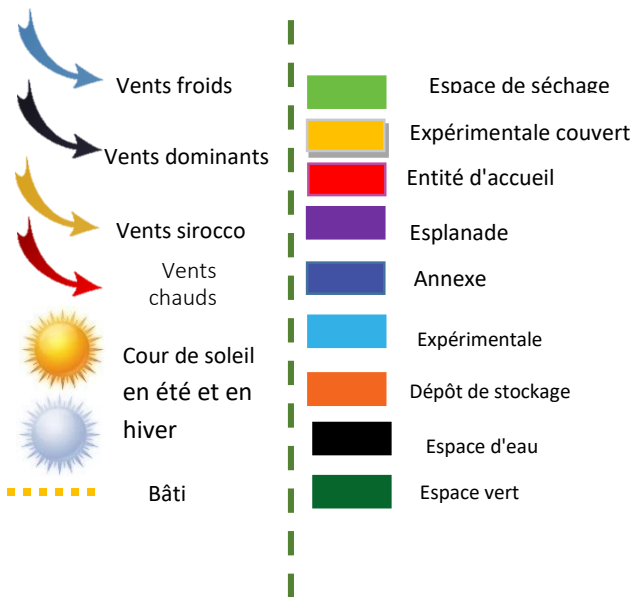 Vents froids
Vents dominants
Vents sirocco
Vents
chauds
Cour de soleil
en été et en
hiver
Bâti
Espace de séchage
Expérimentale couvert
Entité d'accueil
Esplanade
Annexe
Expérimentale
Dépôt de stockage
Espace d'eau
Espace vert